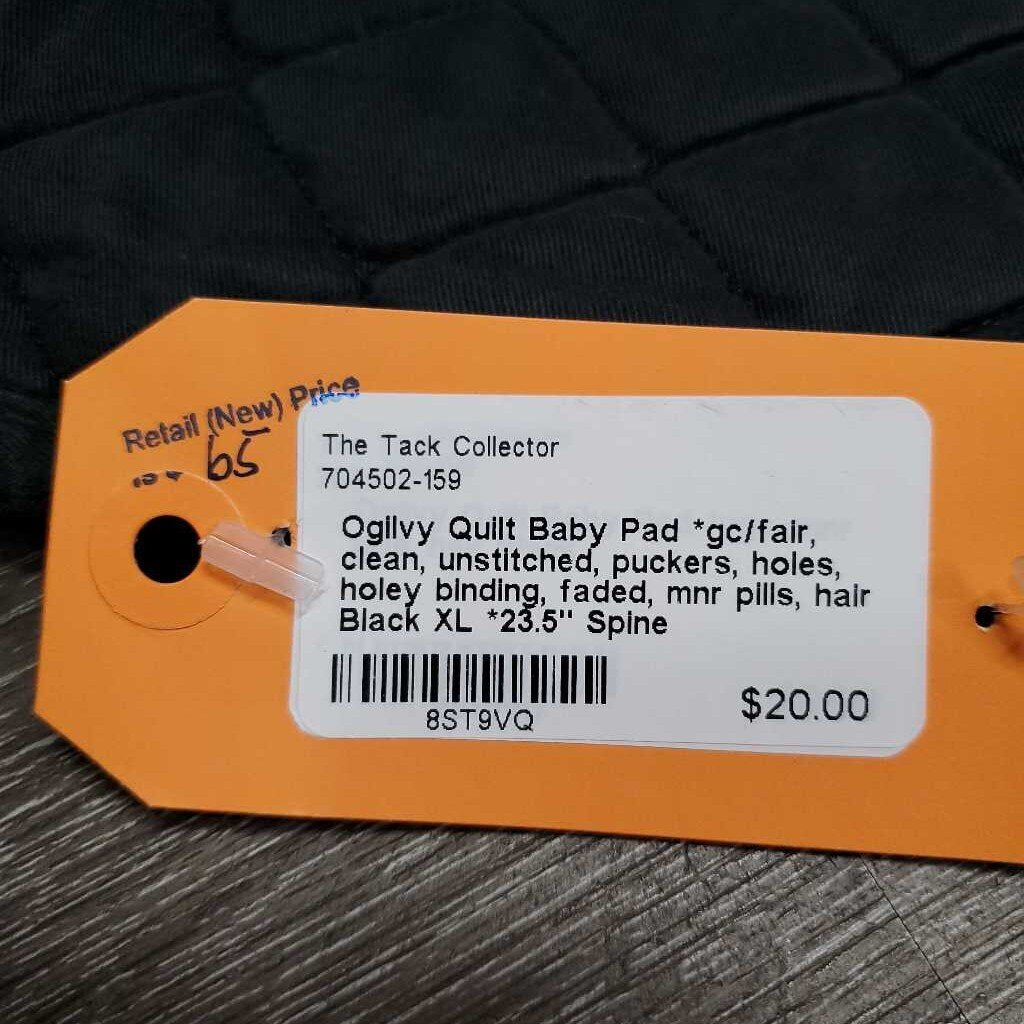 Retail (New) Price
65
The Tack Collector
704502-159
Ogilvy Quilt Baby Pad *gc/fair,
clean, unstitched, puckers, holes,
holey binding, faded, mnr pills, hair
Black XL *23.5" Spine
8ST9VQ
$20.00